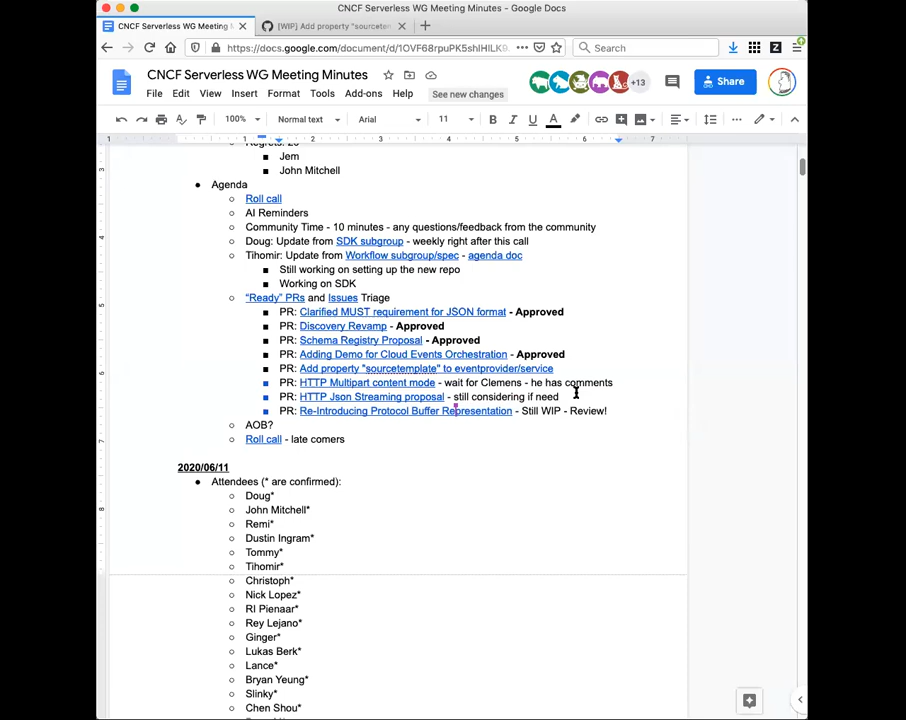 CNCF Serverless WG Meeting Minutes - Google Docs
CNCF Serverless WG Meeting M
[WIP] Add property "sourcetem
https://docs.google.com/document/d/1OVF68rpuPK5shIHILK9
Search
CNCF Serverless WG Meeting Minutes
File Edit View Insert Format Tools Add-ons Help
See new changes
+13
Share
100%
Normal text
Arial
11
B I U A
1 1 2 3 4 5 6 7
Jem
John Mitchell
Agenda
Roll call
AI Reminders
Community Time - 10 minutes - any questions/feedback from the community
Doug: Update from SDK subgroup - weekly right after this call
Tihomir: Update from Workflow subgroup/spec - agenda doc
Still working on setting up the new repo
Working on SDK
"Ready" PRs and Issues Triage
PR: Clarified MUST requirement for JSON format - Approved
PR: Discovery Revamp - Approved
PR: Schema Registry Proposal - Approved
PR: Adding Demo for Cloud Events Orchestration - Approved
PR: Add property "sourcetemplate" to eventprovider/service
PR: HTTP Multipart content mode - wait for Clemens - he has comments
PR: HTTP Json Streaming proposal - still considering if need
PR: Re-Introducing Protocol Buffer Representation - Still WIP - Review!
AOB?
Roll call - late comers
2020/06/11
Attendees (* are confirmed):
Doug*
John Mitchell*
Remi*
Dustin Ingram*
Tommy*
Tihomir*
Christoph*
Nick Lopez*
RI Pienaar*
Rey Lejano*
Ginger*
Lukas Berk*
Lance*
Bryan Yeung*
Slinky*
Chen Shou*